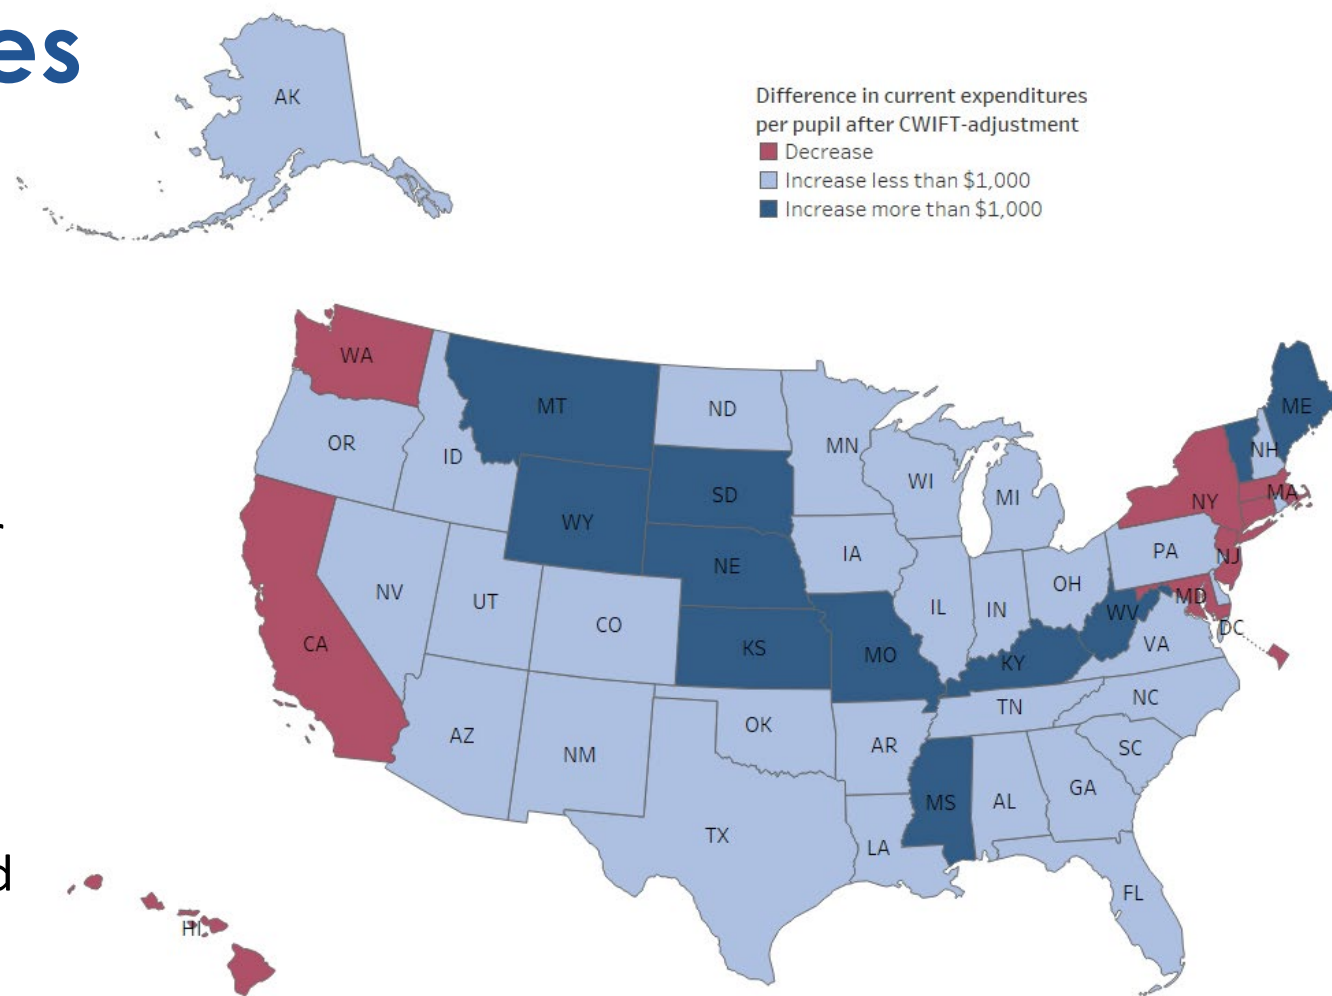 es
AK
Difference in current expenditures
per pupil after CWIFT-adjustment
Decrease
Increase less than $1,000
Increase more than $1,000
WA
MT
ND
MN
ME
OR
ID
SD
WI
MI
NH
NY
MA
WY
IA
PA
NJ
NE
NV
UT
CO
IL
IN
OH
WV
MD
DC
VA
CA
KS
MO
KY
AZ
NM
OK
AR
TN
NC
SC
MS
AL
GA
TX
LA
FL
d
HI